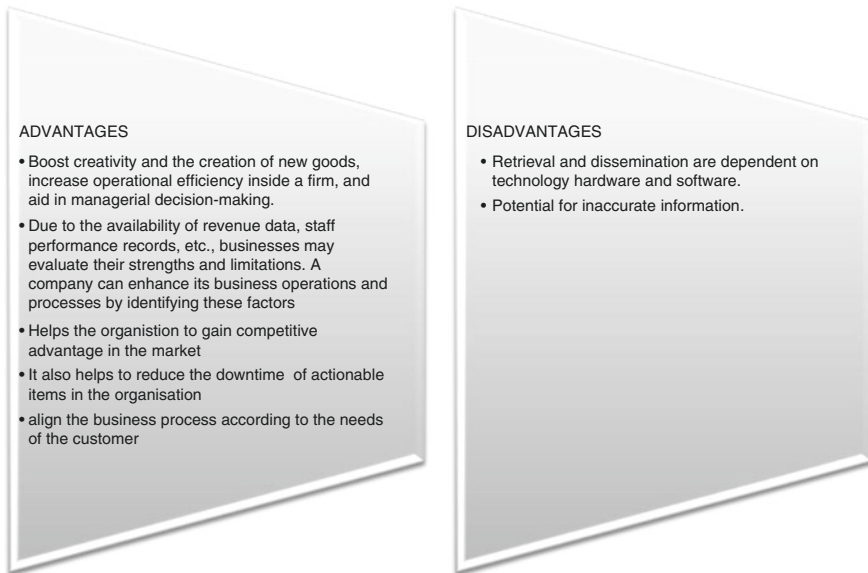 ADVANTAGES
• Boost creativity and the creation of new goods,
increase operational efficiency inside a firm, and
aid in managerial decision-making.
• Due to the availability of revenue data, staff
performance records, etc., businesses may
evaluate their strengths and limitations. A
company can enhance its business operations and
processes by identifying these factors
• Helps the organistion to gain competitive
advantage in the market
• It also helps to reduce the downtime of actionable
items in the organisation
• align the business process according to the needs
of the customer
DISADVANTAGES
• Retrieval and dissemination are dependent on
technology hardware and software.
• Potential for inaccurate information.